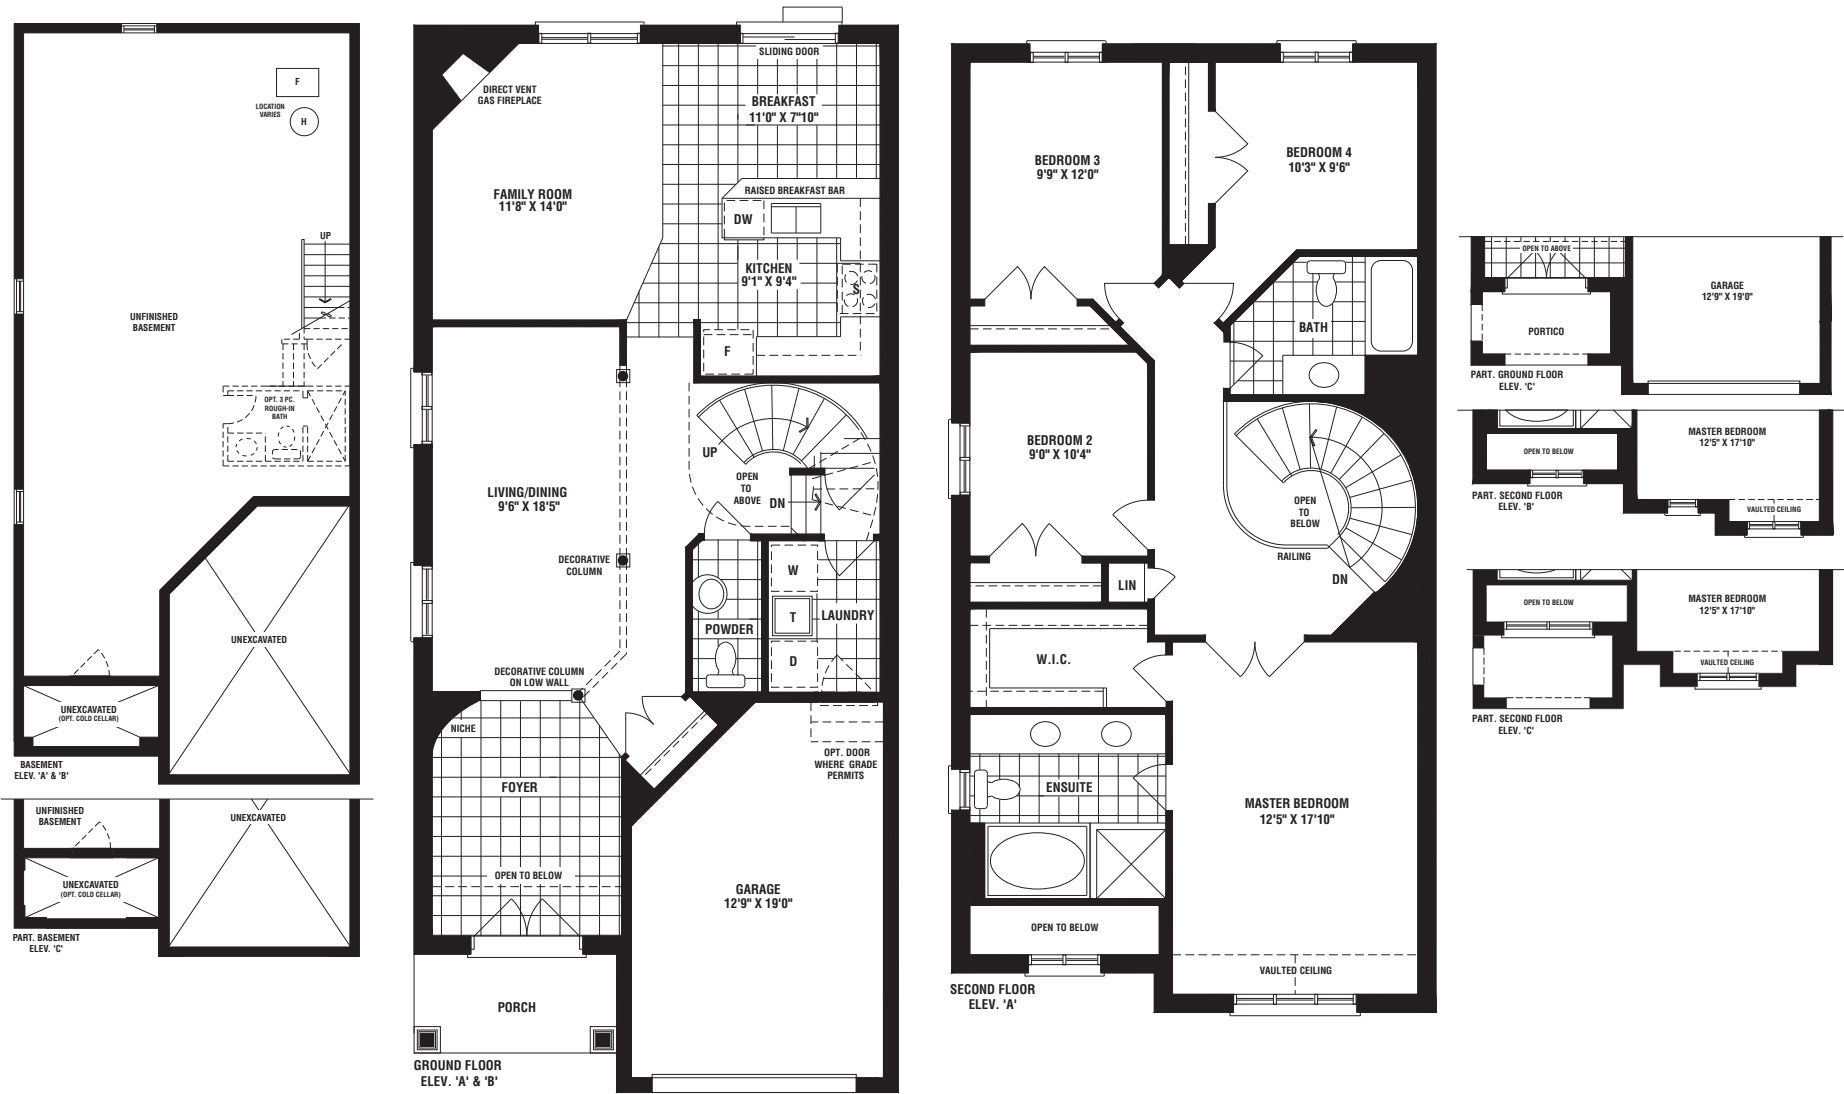 F
LOCATION
VARIES
H
UP
UNFINISHED
BASEMENT
OPT. 3 PC.
ROUGH-IN
BATH
UNEXCAVATED
UNEXCAVATED
(OPT. COLD CELLAR)
BASEMENT
ELEV. 'A' & 'B'
UNFINISHED
BASEMENT
UNEXCAVATED
UNEXCAVATED
(OPT. COLD CELLAR)
PART. BASEMENT
ELEV. 'C'
SLIDING DOOR
DIRECT VENT
GAS FIREPLACE
BREAKFAST
11'0" X 7'10"
FAMILY ROOM
11'8" X 14'0"
RAISED BREAKFAST BAR
DW
KITCHEN
9'1" X 9'4"
S
F
UP
OPEN
TO
ABOVE
DN
LIVING/DINING
9'6" X 18'5"
DECORATIVE
COLUMN
W
T
LAUNDRY
POWDER
D
DECORATIVE COLUMN
ON LOW WALL
NICHE
OPT. DOOR
WHERE GRADE
PERMITS
FOYER
OPEN TO BELOW
GARAGE
12'9" X 19'0"
PORCH
GROUND FLOOR
ELEV. 'A' & 'B'
BEDROOM 3
9'9" X 12'0"
BEDROOM 4
10'3" X 9'6"
BATH
BEDROOM 2
9'0" X 10'4"
OPEN
TO
BELOW
RAILING
DN
LIN
W.I.C.
ENSUITE
MASTER BEDROOM
12'5" X 17'10"
OPEN TO BELOW
VAULTED CEILING
SECOND FLOOR
ELEV. 'A'
OPEN TO ABOVE
GARAGE
12'9" X 19'0"
PORTICO
PART. GROUND FLOOR
ELEV. 'C'
MASTER BEDROOM
12'5" X 17'10"
OPEN TO BELOW
PART. SECOND FLOOR
ELEV. 'B'
VAULTED CEILING
MASTER BEDROOM
12'5" X 17'10"
OPEN TO BELOW
VAULTED CEILING
PART. SECOND FLOOR
ELEV. 'C'